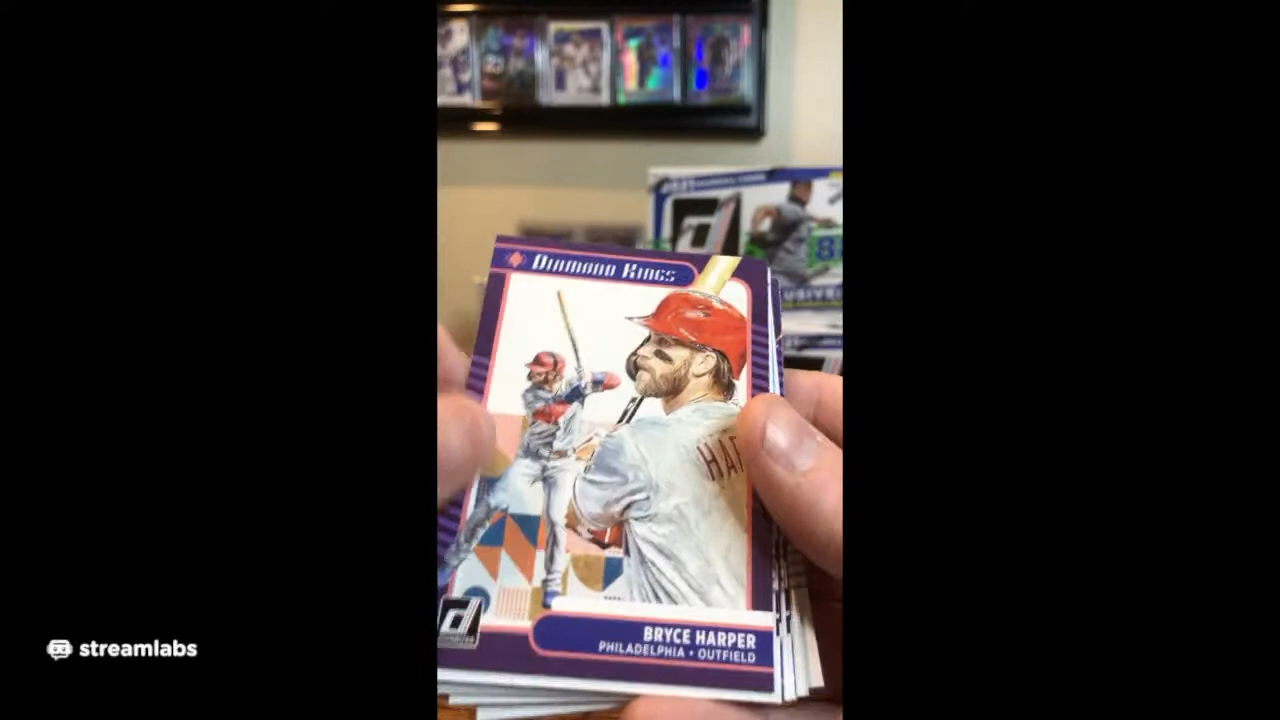 DIAMOND KINGS
HAR
BRYCE HARPER
PHILADELPHIA • OUTFIELD
streamlabs